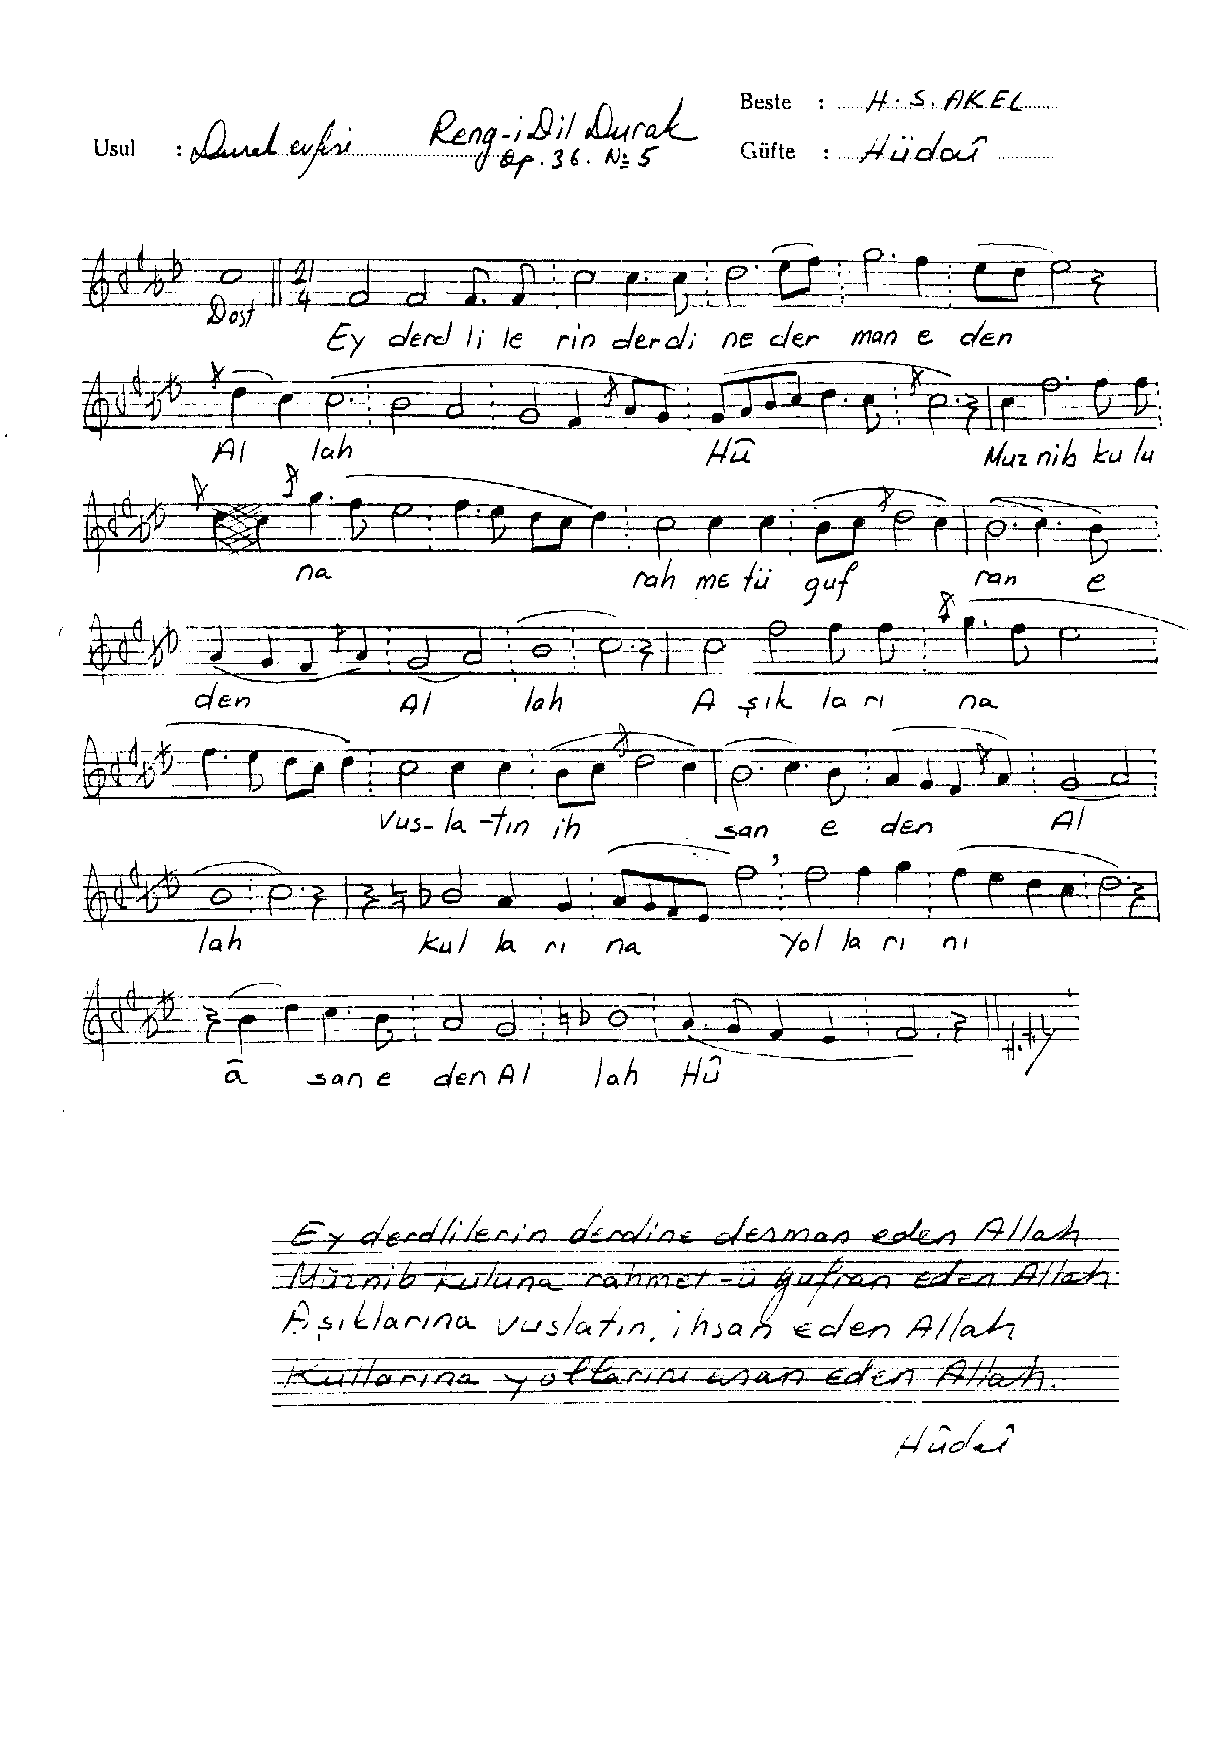 Beste : H. S. AKEL
Usul : Durak evferi Reng-i Dil Durak
Op. 36. No 5 Güfte : Hüdaî
21
4
Dost
Ey derd li le rin derdi ne der man e den
Al lah Hû Müz nib ku lu
na rah me tü guf ran e
den Al lah A şık la rı na
Vus-la-tın ih san e den Al
lah Kul la rı na Yol la rı nı
â san e den Al lah Hû
Ey derdlilerin derdine derman eden Allah
Müznib kuluna rahmet-ü gufran eden Allah
Aşıklarına vuslatın, ihsan eden Allah
Kullarına yollarını asan eden Allah.
Hûdaî